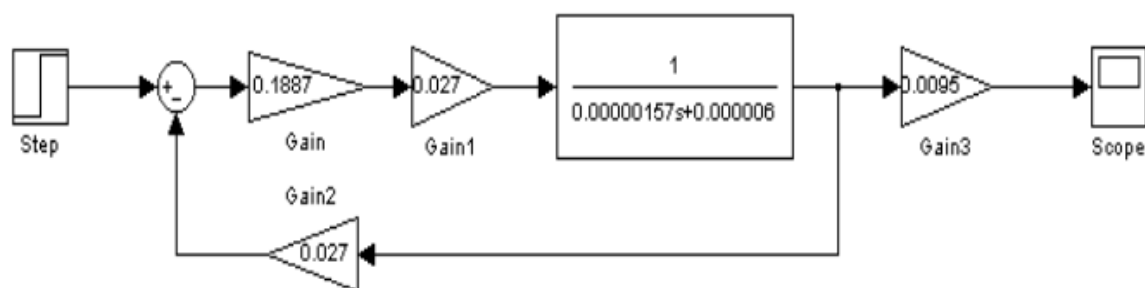 Step
+
-
0.1887
Gain
0.027
Gain1
1
0.00000157s+0.000006
0.0095
Gain3
Scope
Gain2
0.027